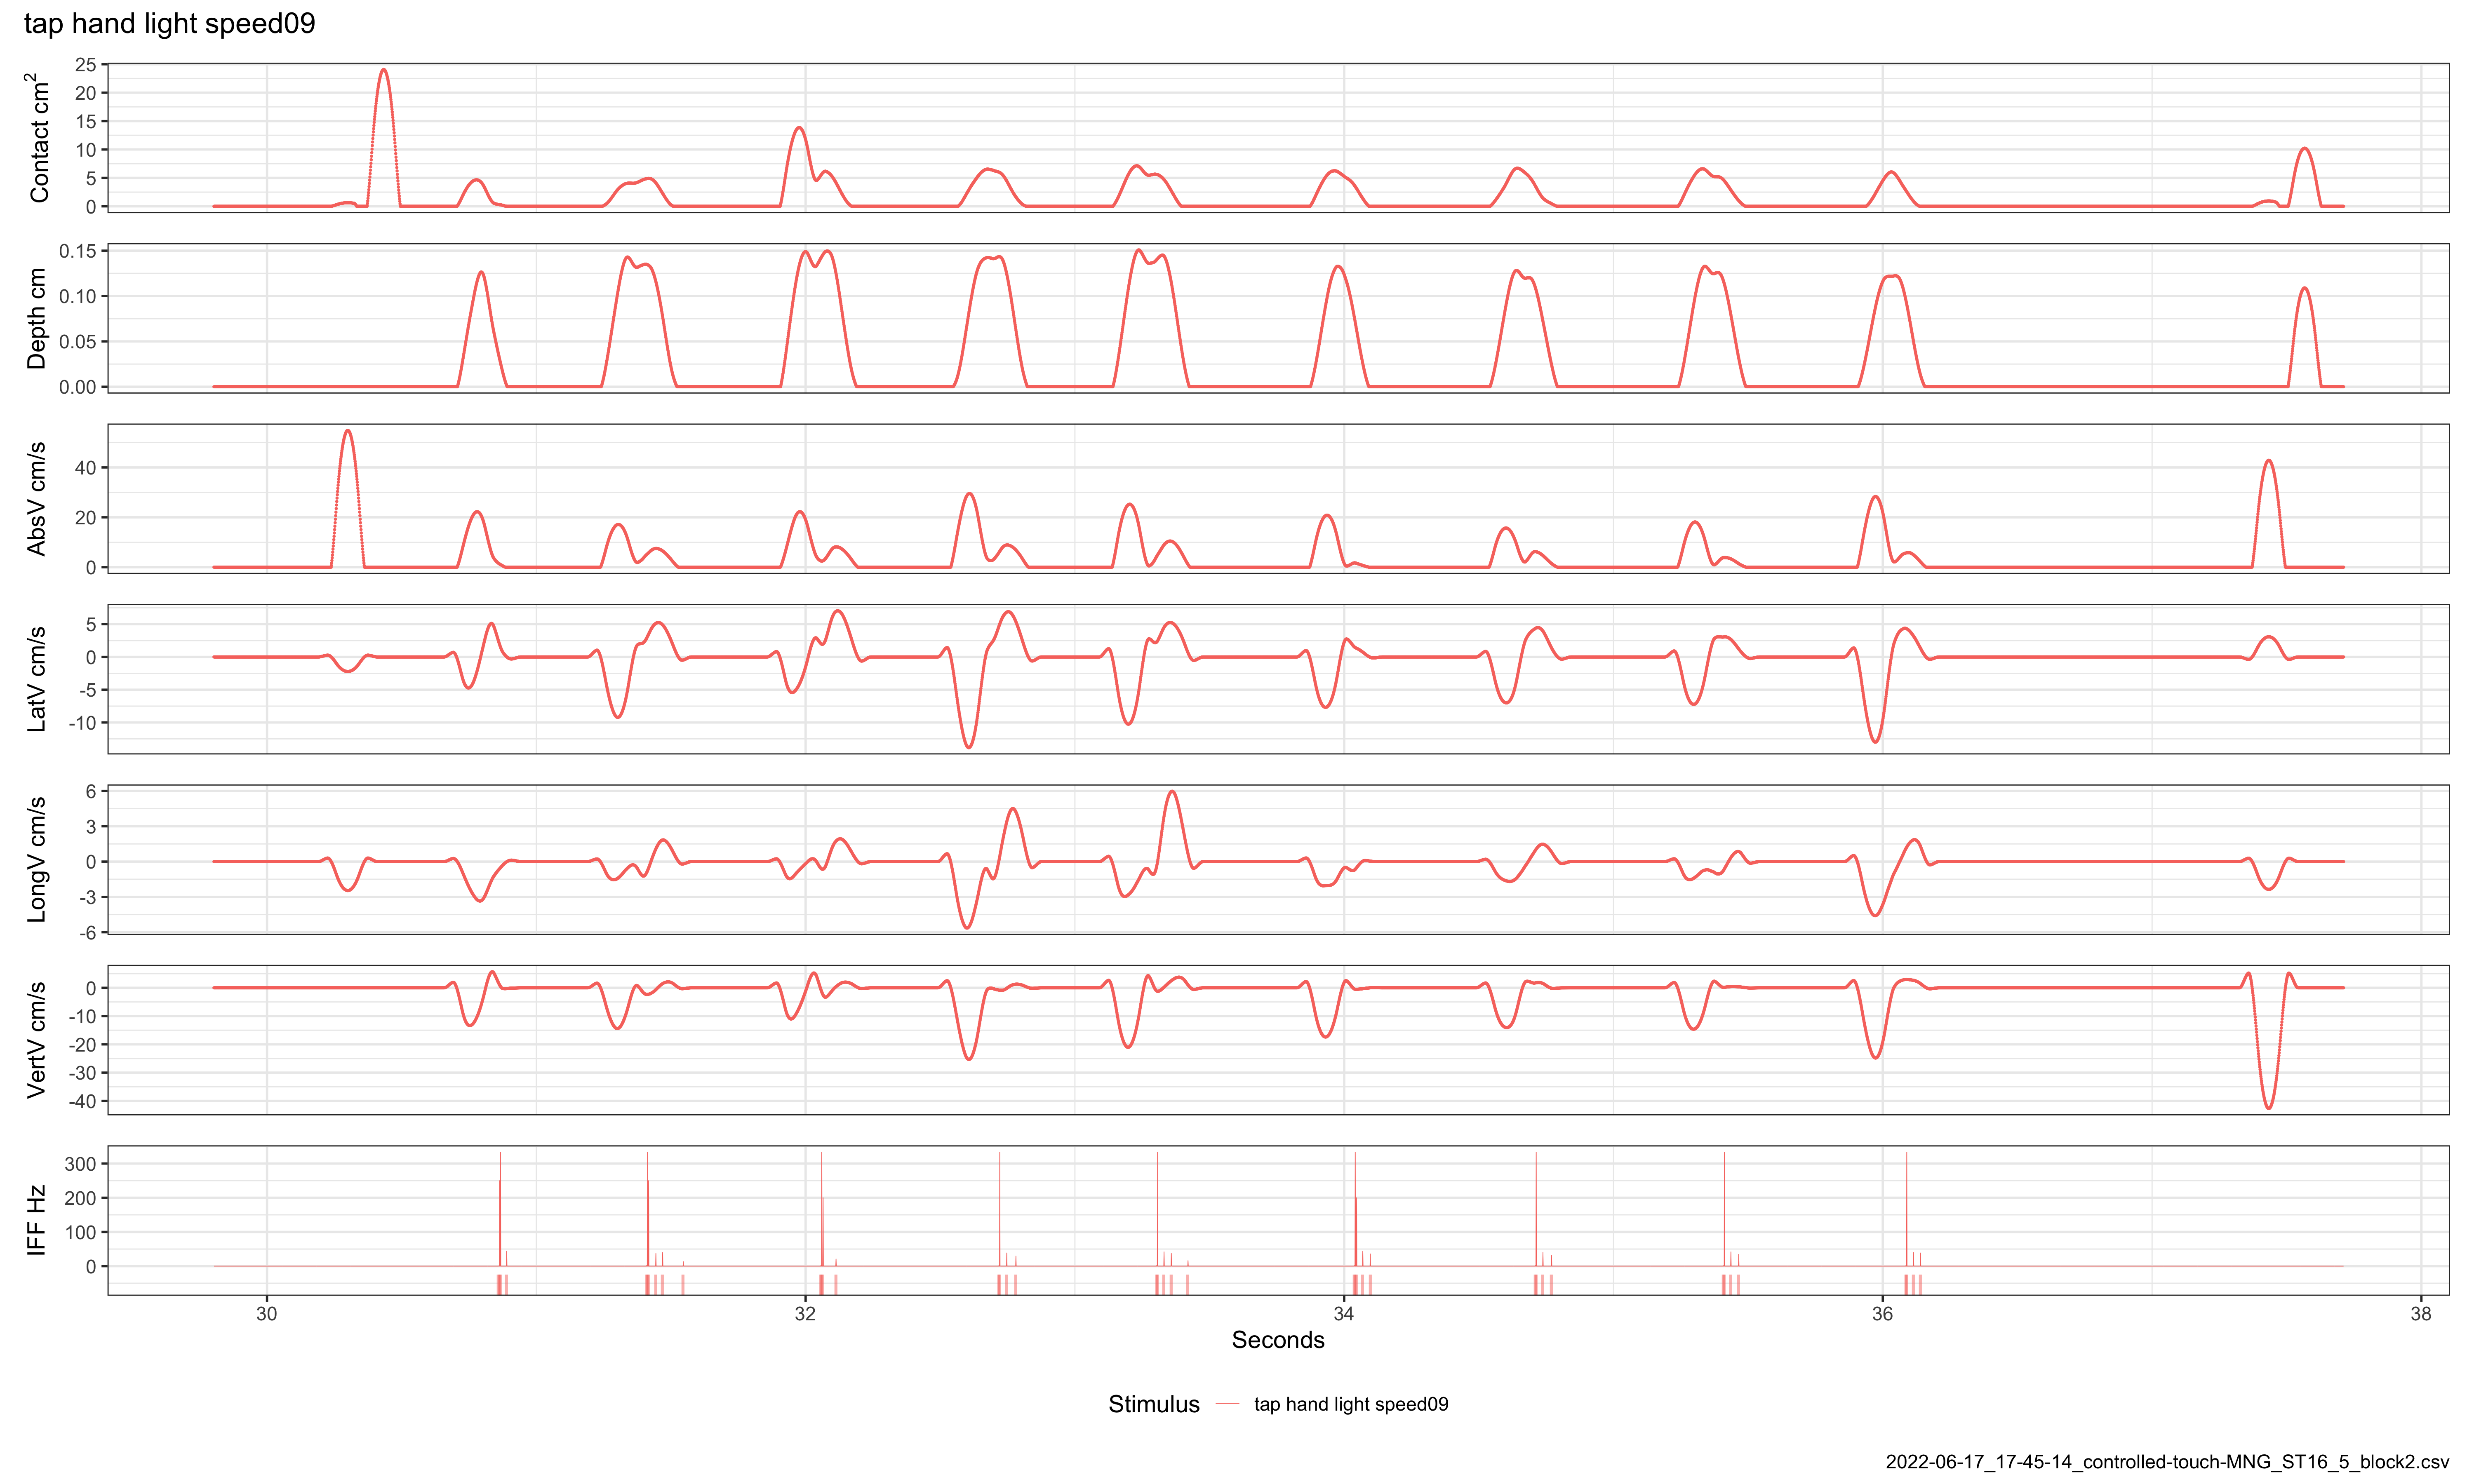 tap hand light speed09
Contact cm²
25
20
15
10
5
0
Depth cm
0.15
0.10
0.05
0.00
AbsV cm/s
40
20
0
LatV cm/s
5
0
-5
-10
LongV cm/s
6
3
0
-3
-6
VertV cm/s
0
-10
-20
-30
-40
IFF Hz
300
200
100
0
30 32 34 36 38
Seconds
Stimulus tap hand light speed09
2022-06-17_17-45-14_controlled-touch-MNG_ST16_5_block2.csv